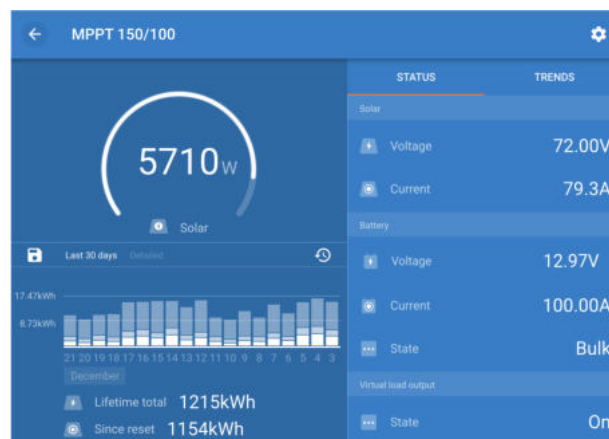 MPPT 150/100
5710W
Solar
Last 30 days Detailed
17.47kWh
8.73kWh
21 20 19 18 17 16 15 14 13 12 11 10 9 8 7 6 5 4 3
December
Lifetime total 1215kWh
Since reset 1154kWh
STATUS TRENDS
Solar
Voltage 72.00V
Current 79.3A
Battery
Voltage 12.97V
Current 100.00A
State Bulk
Virtual load output
State On